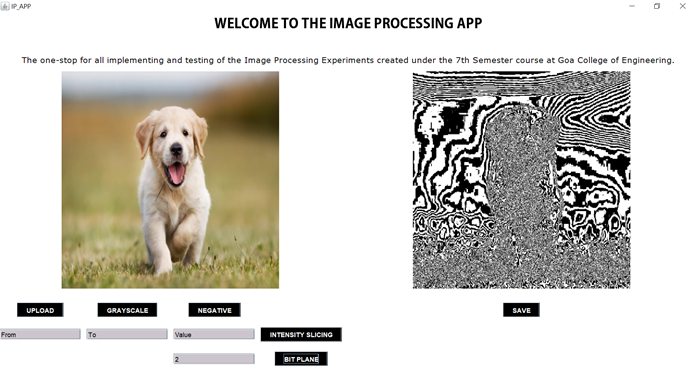 IP_APP
WELCOME TO THE IMAGE PROCESSING APP
The one-stop for all implementing and testing of the Image Processing Experiments created under the 7th Semester course at Goa College of Engineering.
UPLOAD GRAYSCALE NEGATIVE SAVE
From To Value INTENSITY SLICING
2 BIT PLANE